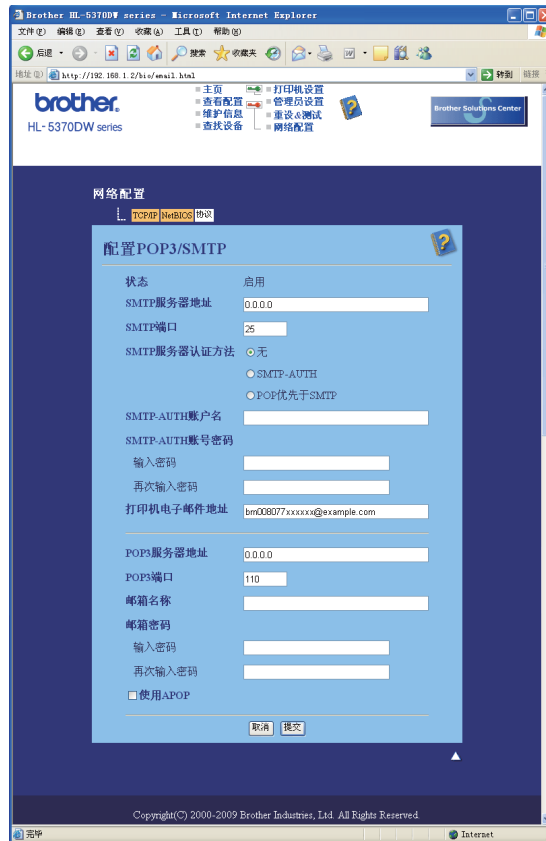 Brother HL-5370DW series - Microsoft Internet Explorer
文件(F) 编辑(E) 查看(V) 收藏(A) 工具(T) 帮助(H)
后退 搜索 收藏夹
地址(D) http://192.168.1.2/bio/email.html 转到 链接
brother.
HL-5370DW series
主页 打印机设置
查看配置 管理员设置
维护信息 重设&测试
查找设备 网络配置
Brother Solutions Center
网络配置
TCP/IP NetBIOS 协议
配置POP3/SMTP
状态 启用
SMTP服务器地址 0.0.0.0
SMTP端口 25
SMTP服务器认证方法 无
SMTP-AUTH
POP优先于SMTP
SMTP-AUTH账户名
SMTP-AUTH账号密码
输入密码
再次输入密码
打印机电子邮件地址 brn008077xxxxxx@example.com
POP3服务器地址 0.0.0.0
POP3端口 110
邮箱名称
邮箱密码
输入密码
再次输入密码
使用APOP
取消 提交
Copyright(C) 2000-2009 Brother Industries, Ltd. All Rights Reserved.
完毕 Internet